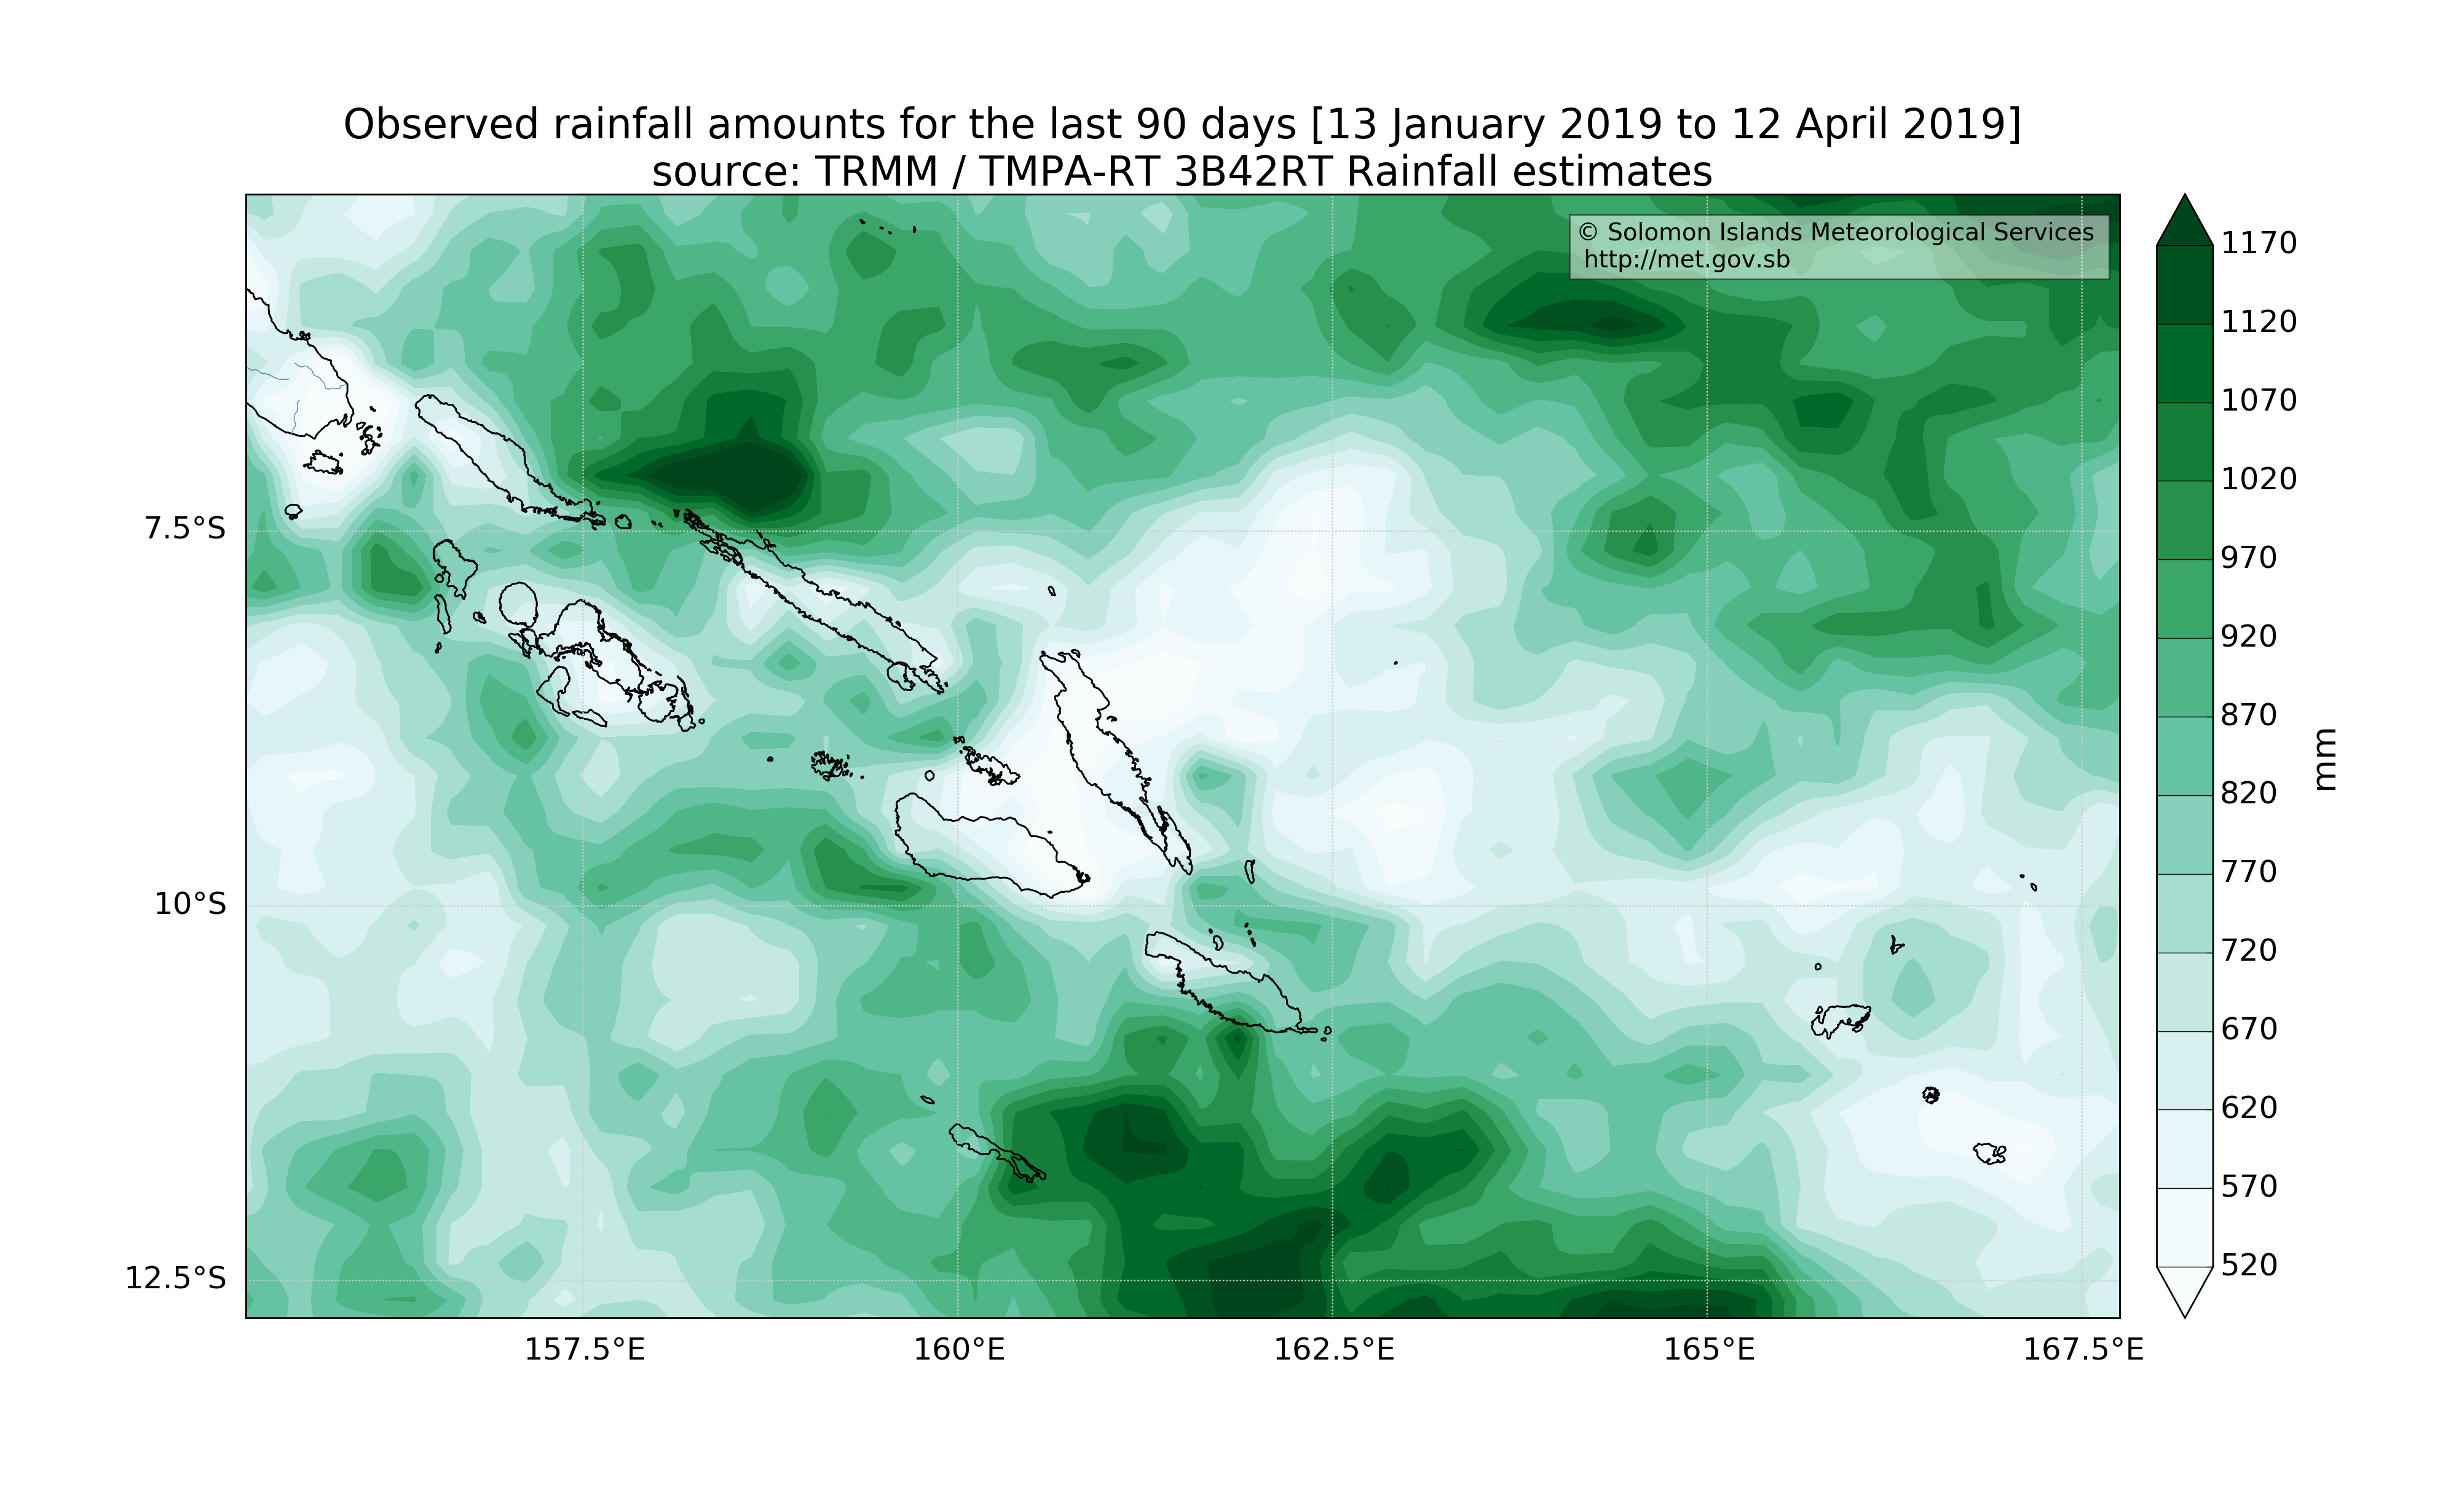 Observed rainfall amounts for the last 90 days [13 January 2019 to 12 April 2019]
source: TRMM / TMPA-RT 3B42RT Rainfall estimates
© Solomon Islands Meteorological Services
http://met.gov.sb
7.5°S
10°S
12.5°S
157.5°E
160°E
162.5°E
165°E
167.5°E
1170
1120
1070
1020
970
920
870
820
770
720
670
620
570
520
mm